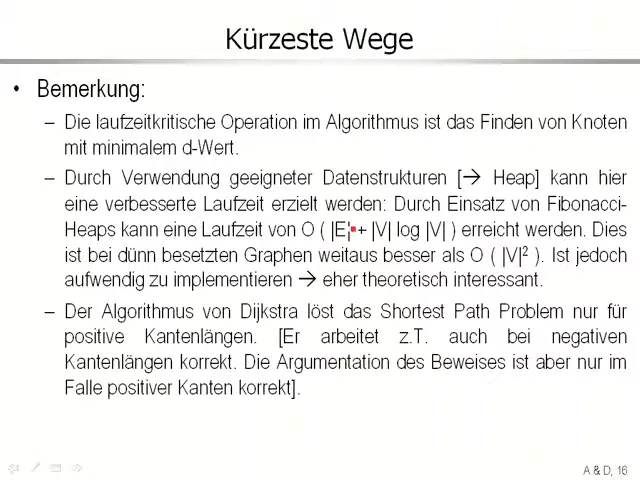 Kürzeste Wege
• Bemerkung:
– Die laufzeitkritische Operation im Algorithmus ist das Finden von Knoten
mit minimalem d-Wert.
– Durch Verwendung geeigneter Datenstrukturen [→ Heap] kann hier
eine verbesserte Laufzeit erzielt werden: Durch Einsatz von Fibonacci-
Heaps kann eine Laufzeit von O ( |E| + |V| log |V| ) erreicht werden. Dies
ist bei dünn besetzten Graphen weitaus besser als O ( |V|² ). Ist jedoch
aufwendig zu implementieren → eher theoretisch interessant.
– Der Algorithmus von Dijkstra löst das Shortest Path Problem nur für
positive Kantenlängen. [Er arbeitet z.T. auch bei negativen
Kantenlängen korrekt. Die Argumentation des Beweises ist aber nur im
Falle positiver Kanten korrekt].
A & D, 16